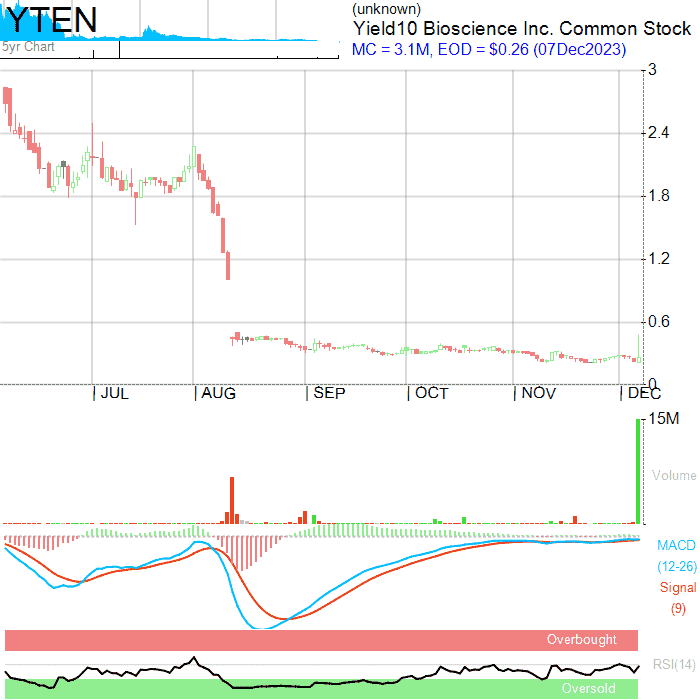 YTEN
5yr Chart
(unknown)
Yield10 Bioscience Inc. Common Stock
MC = 3.1M, EOD = $0.26 (07Dec2023)
3
2.4
1.8
1.2
0.6
0
JUL
AUG
SEP
OCT
NOV
DEC
15M
Volume
MACD
(12-26)
Signal
(9)
Overbought
RSI(14)
Oversold